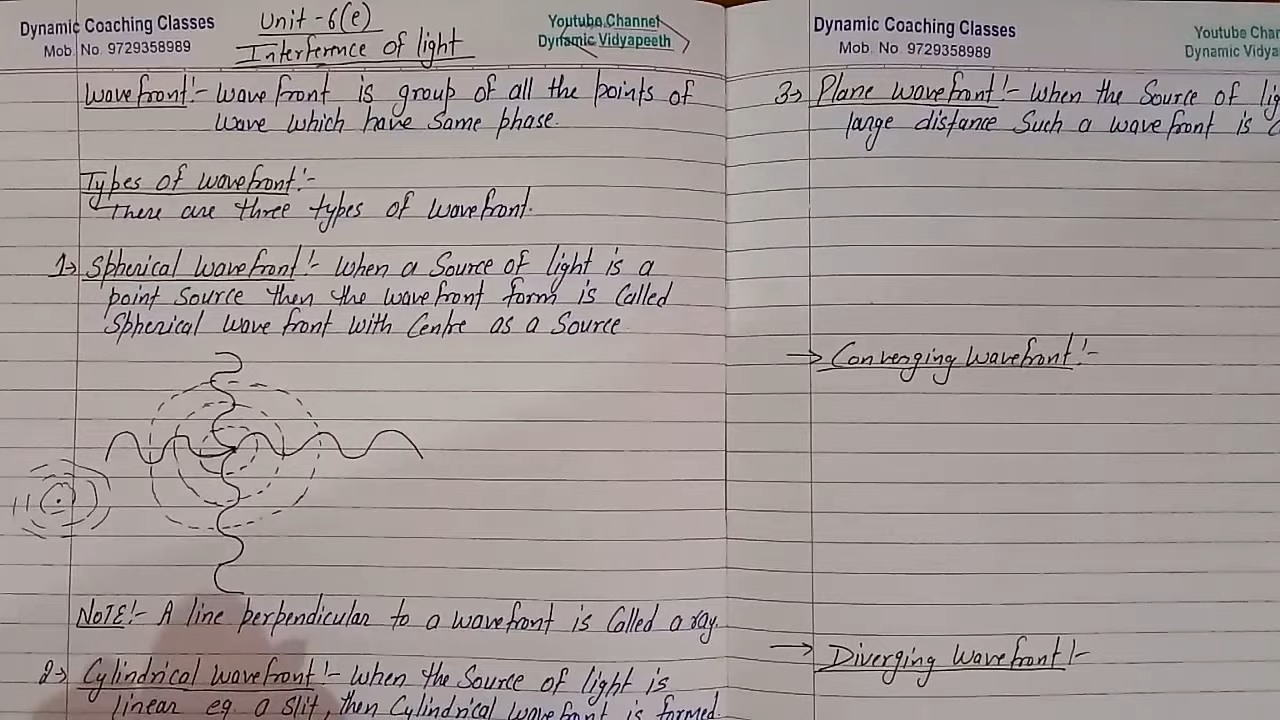 Dynamic Coaching Classes
Mob. No. 9729358989
Unit-6(e)
Interference of light
Youtube Channel
Dynamic Vidyapeeth
Wavefront:- Wave front is group of all the points of
wave which have same phase.
Types of wavefront:-
There are three types of wavefront.
1→ Spherical wavefront:- When a Source of light is a
point source then the wavefront form is Called
Spherical wave front with Centre as a Source
NOTE:- A line perpendicular to a wavefront is Called a ray.
2→ Cylindrical wavefront:- When the Source of light is
linear eg. a slit, then Cylindrical wavefront is formed.
Dynamic Coaching Classes
Mob. No. 9729358989
Youtube
Dynamic
3→ Plane wavefront:- When the Source of
large distance Such a wavefront is
→ Converging Wavefront:-
→ Diverging Wavefront:-